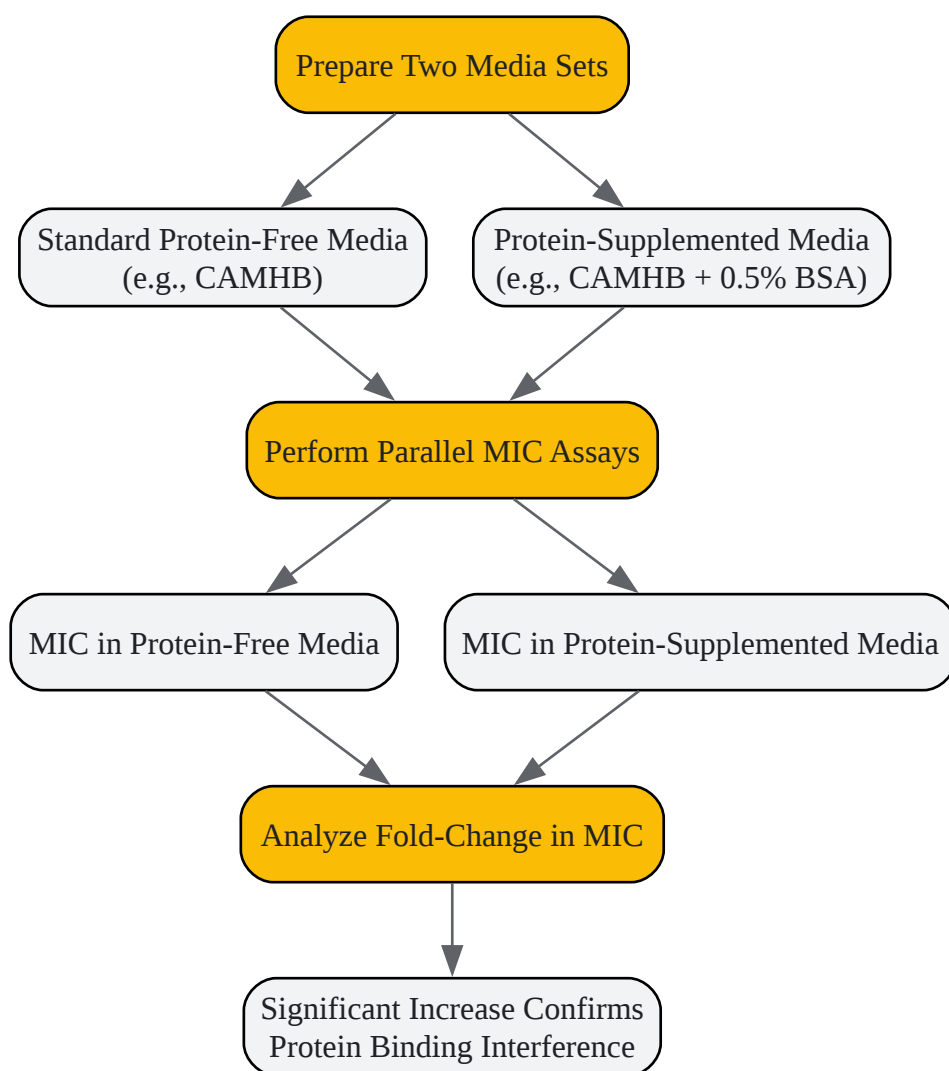 Prepare Two Media Sets
Standard Protein-Free Media
(e.g., CAMHB)
Protein-Supplemented Media
(e.g., CAMHB + 0.5% BSA)
Perform Parallel MIC Assays
MIC in Protein-Free Media
MIC in Protein-Supplemented Media
Analyze Fold-Change in MIC
Significant Increase Confirms
Protein Binding Interference